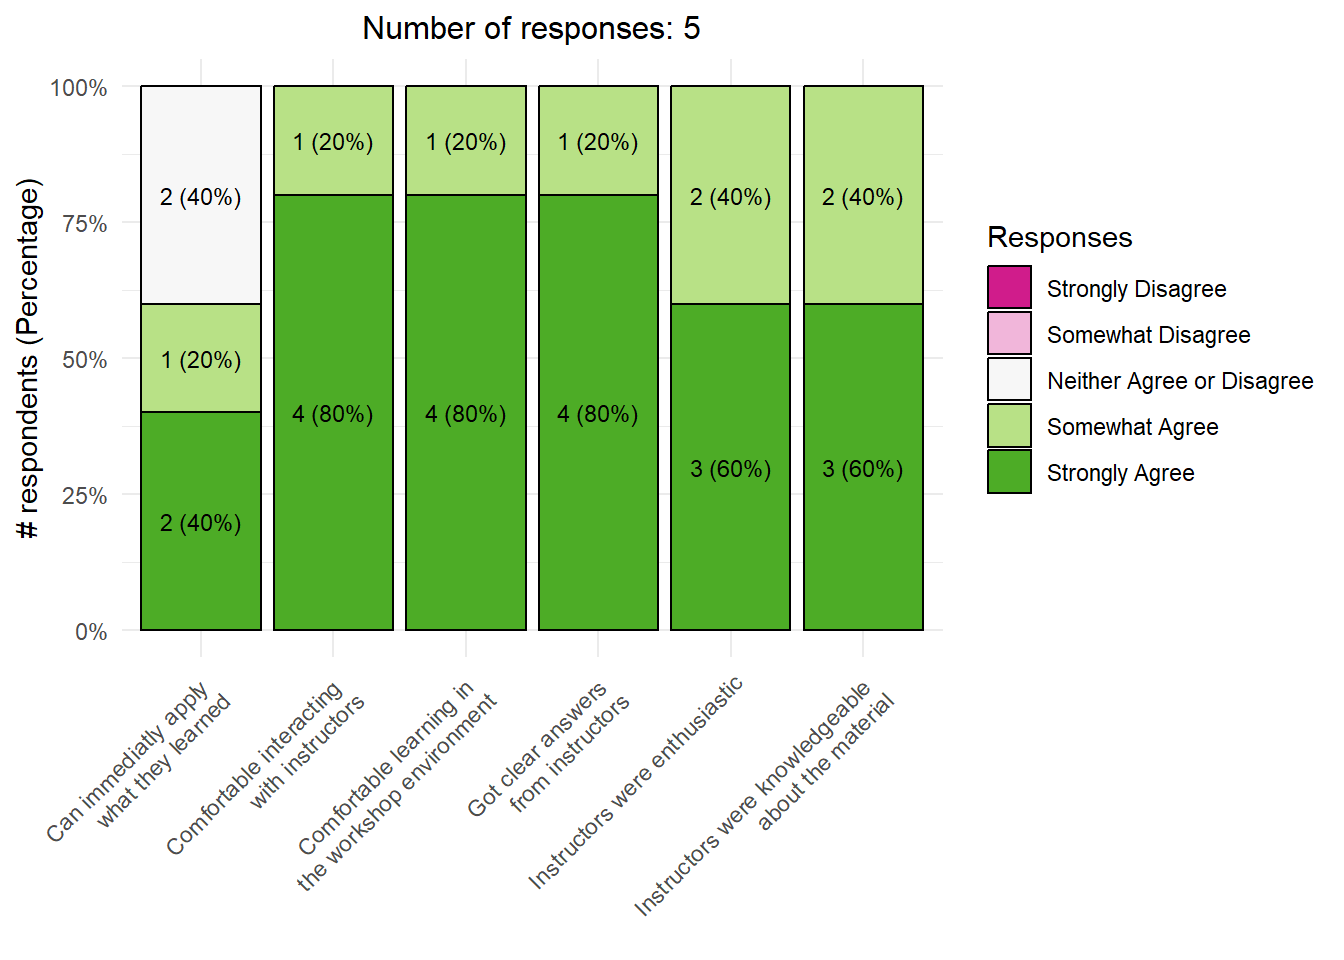 Number of responses: 5
# respondents (Percentage)
100%
75%
50%
25%
0%
2 (40%)
1 (20%)
2 (40%)
1 (20%)
4 (80%)
1 (20%)
4 (80%)
1 (20%)
4 (80%)
2 (40%)
3 (60%)
2 (40%)
3 (60%)
Can immediatly apply
what they learned
Comfortable interacting
with instructors
Comfortable learning in
the workshop environment
Got clear answers
from instructors
Instructors were enthusiastic
Instructors were knowledgeable
about the material
Responses
Strongly Disagree
Somewhat Disagree
Neither Agree or Disagree
Somewhat Agree
Strongly Agree